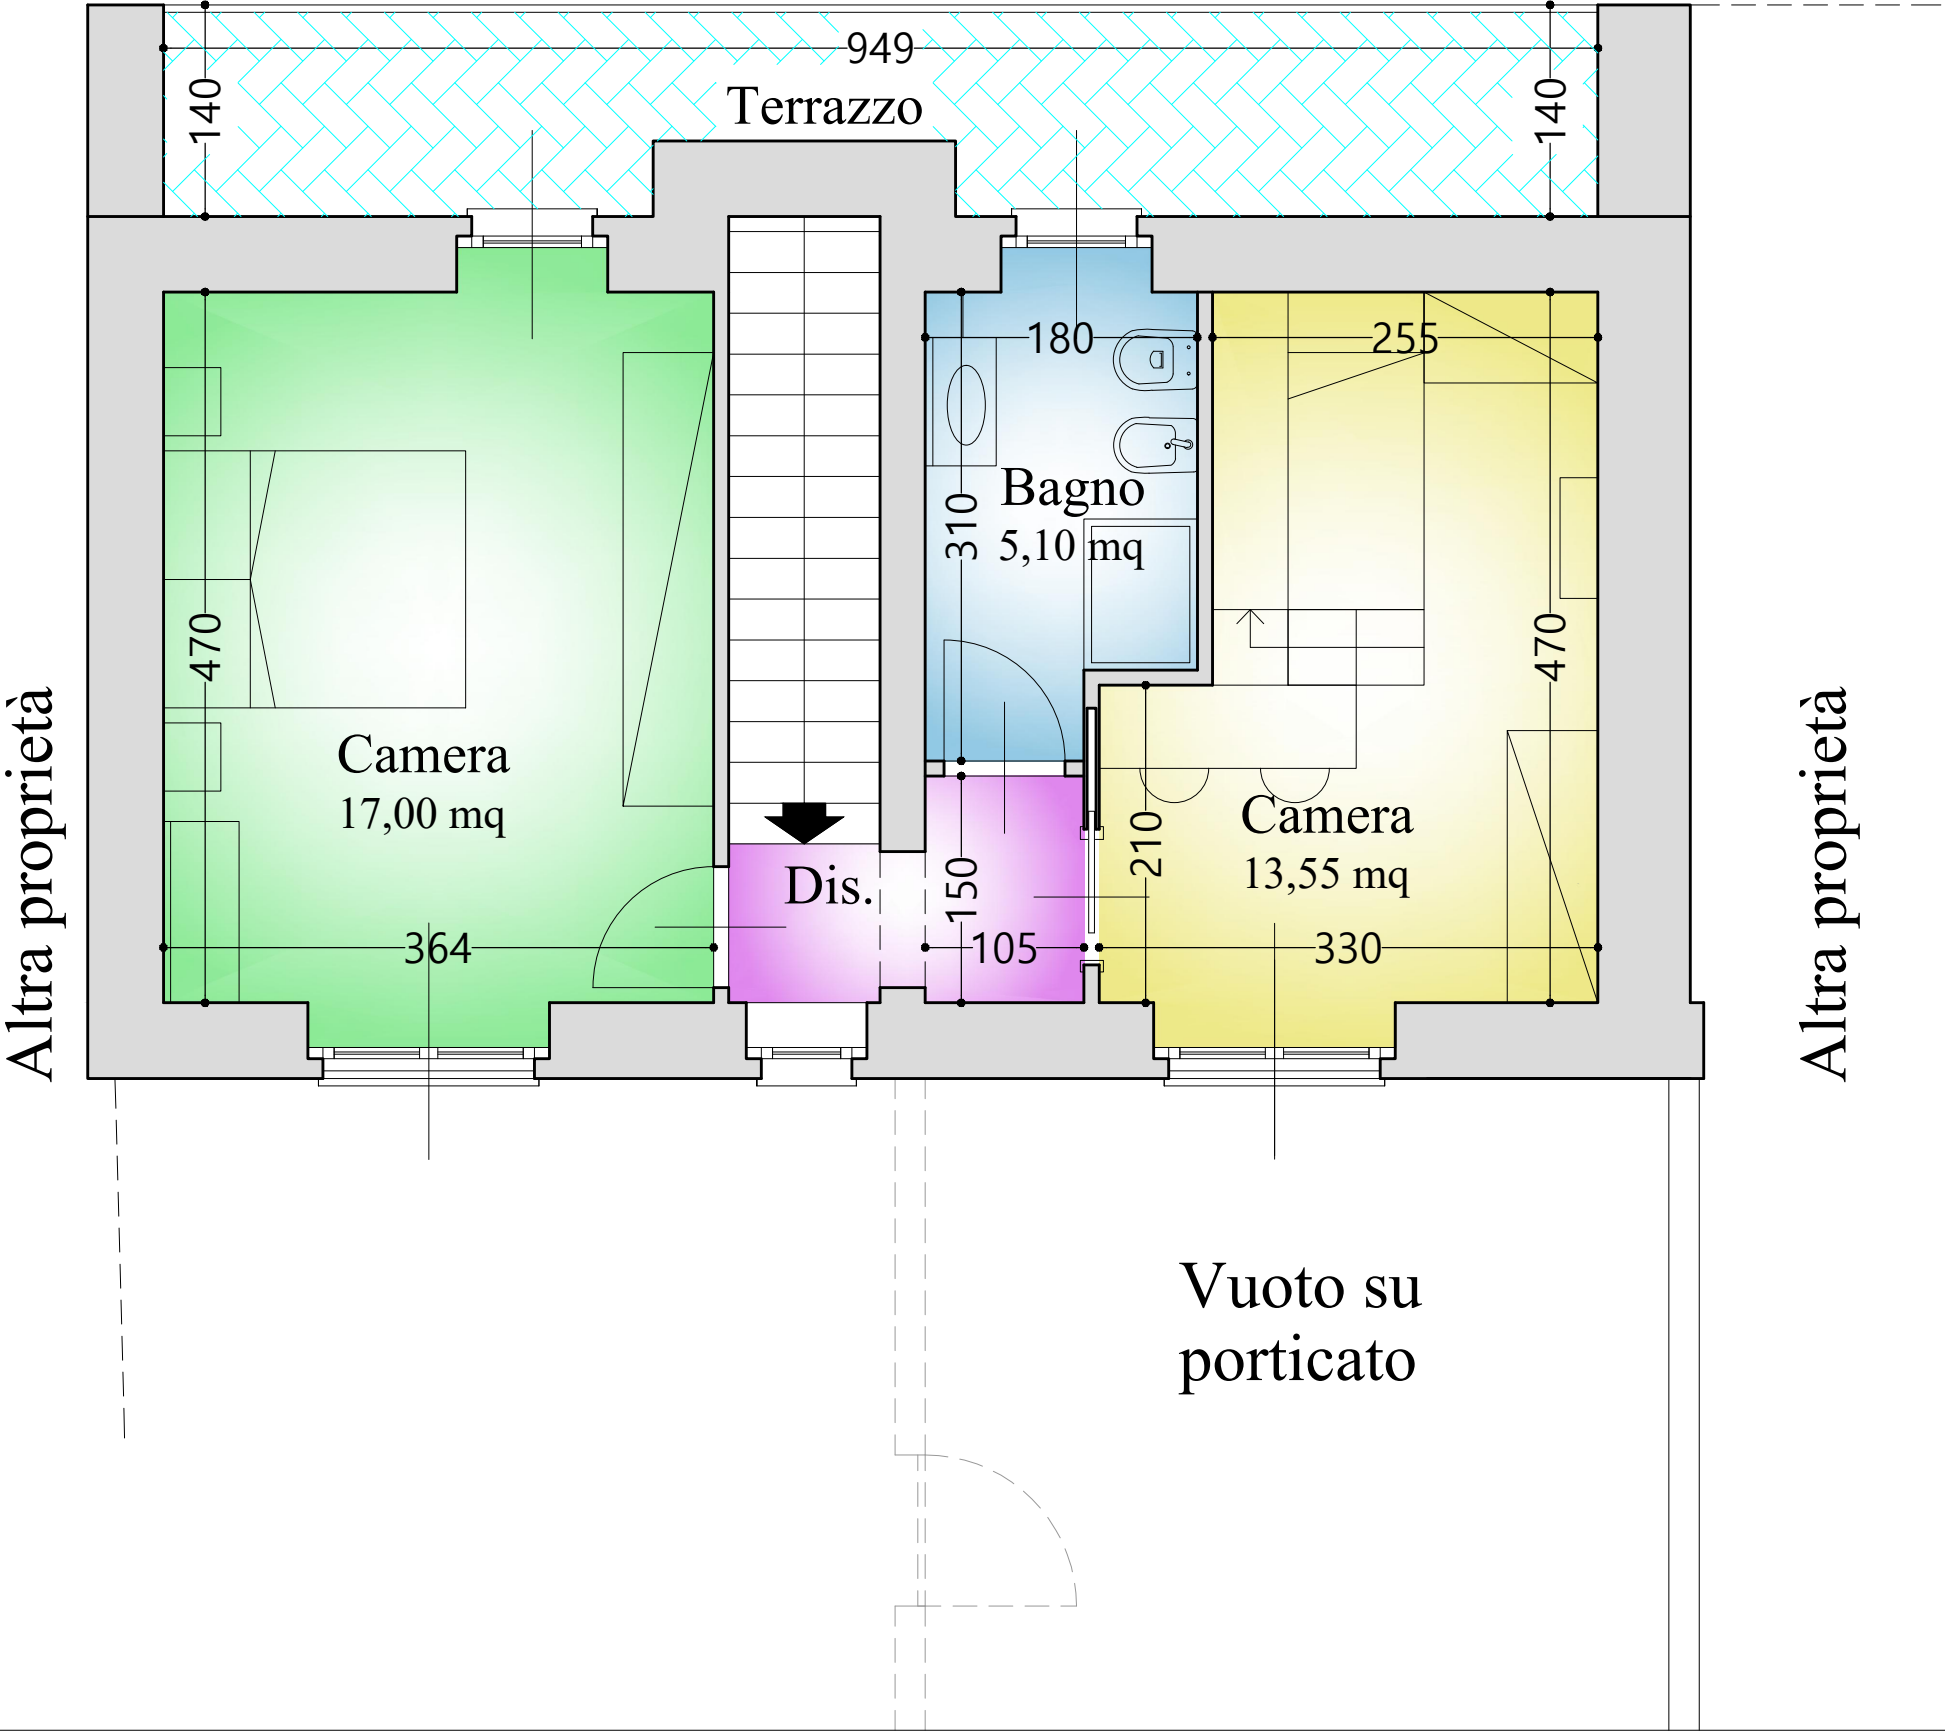 949
140
140
Terrazzo
180
255
Bagno
5,10 mq
310
470
470
Camera
17,00 mq
Camera
13,55 mq
210
Dis.
150
364
105
330
Altra proprietà
Altra proprietà
Vuoto su
porticato